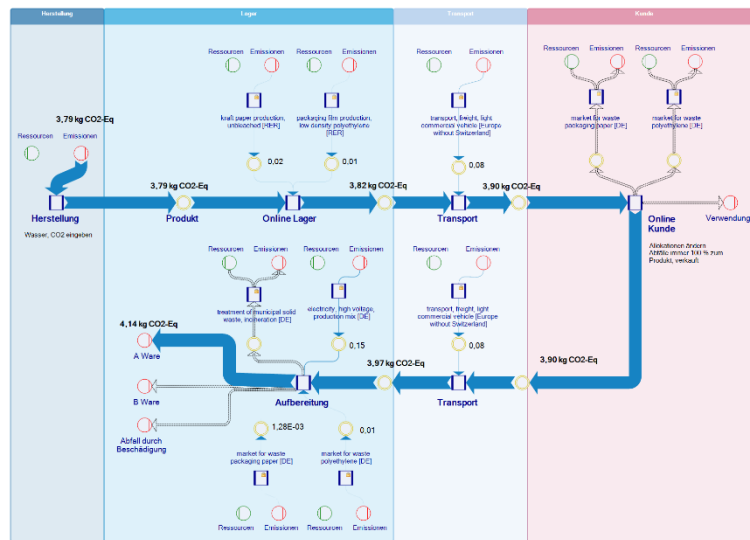 Herstellung
Lager
Transport
Kunde
Ressourcen
Emissionen
Ressourcen
Emissionen
Ressourcen
Emissionen
Ressourcen
Emissionen
Ressourcen
Emissionen
kraft paper production,
unbleached [RER]
packaging film production,
low density polyethylene
[RER]
transport, freight, light
commercial vehicle [Europe
without Switzerland]
market for waste
packaging paper [DE]
market for waste
polyethylene [DE]
3,79 kg CO2-Eq
Ressourcen
Emissionen
0,02
0,01
0,08
3,79 kg CO2-Eq
3,82 kg CO2-Eq
3,90 kg CO2-Eq
Herstellung
Produkt
Online Lager
Transport
Online
Kunde
Verwendung
Wasser, CO2 eingeben
Allokationen ändern
Abfälle immer 100 % zum
Produkt, verkauft
Ressourcen
Emissionen
Ressourcen
Emissionen
Ressourcen
Emissionen
treatment of municipal solid
waste, incineration [DE]
electricity, high voltage,
production mix [DE]
transport, freight, light
commercial vehicle [Europe
without Switzerland]
4,14 kg CO2-Eq
0,15
0,08
A Ware
3,97 kg CO2-Eq
3,90 kg CO2-Eq
B Ware
Aufbereitung
Transport
Abfall durch
Beschädigung
1,28E-03
0,01
market for waste
packaging paper [DE]
market for waste
polyethylene [DE]
Ressourcen
Emissionen
Ressourcen
Emissionen